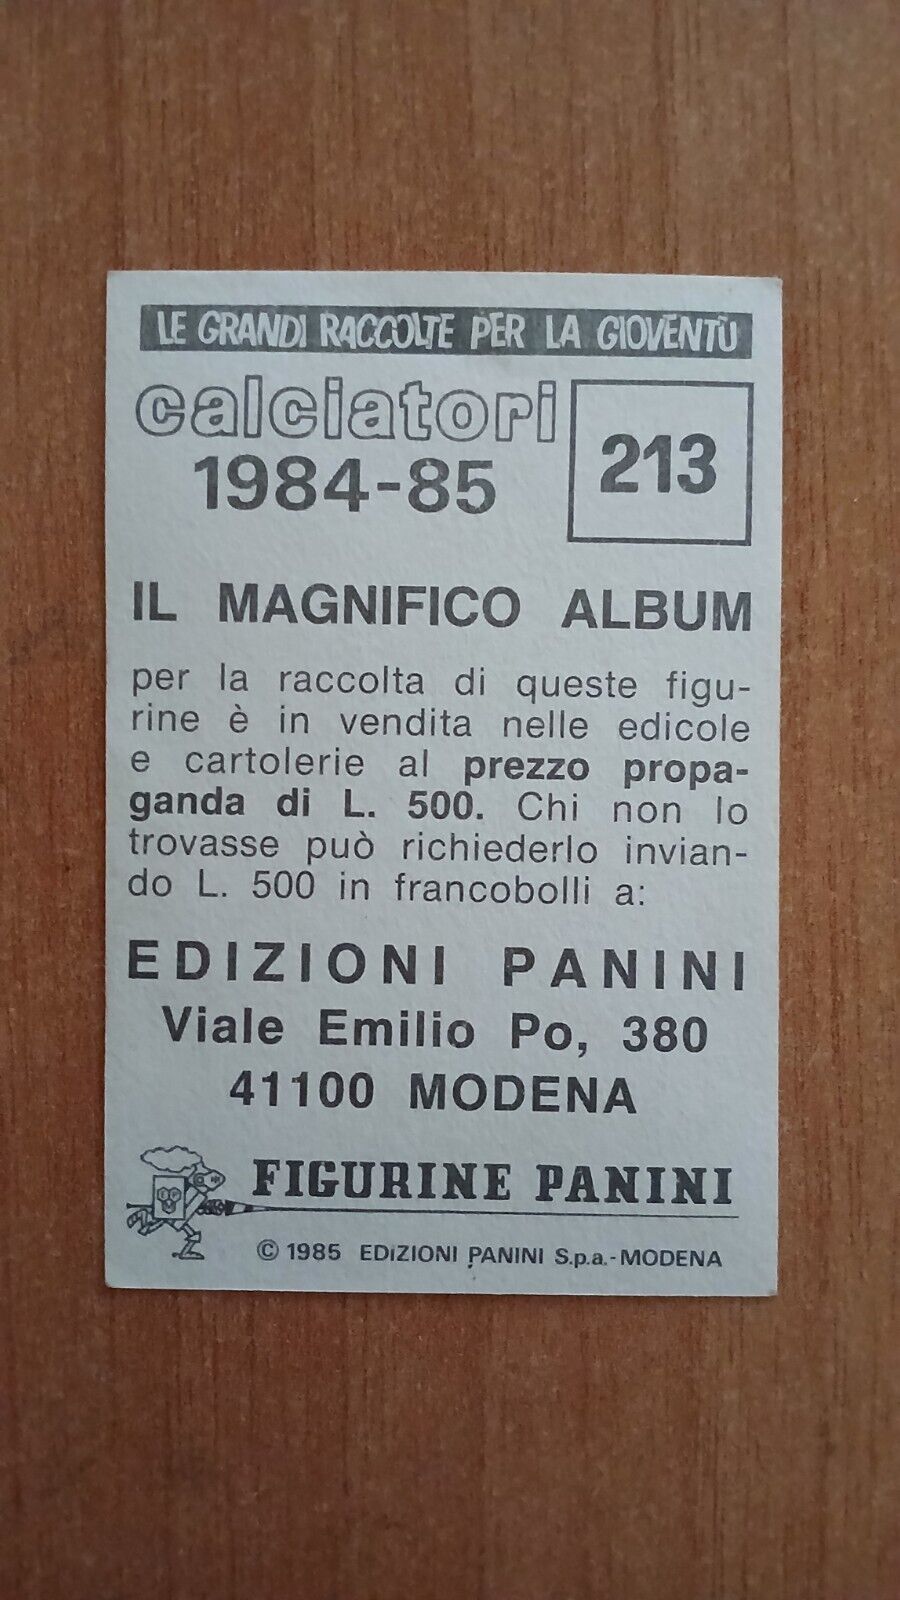 LE GRANDI RACCOLTE PER LA GIOVENTÙ
calciatori
1984-85
213
IL MAGNIFICO ALBUM
per la raccolta di queste figu-
rine è in vendita nelle edicole
e cartolerie al prezzo propa-
ganda di L. 500. Chi non lo
trovasse può richiederlo invian-
do L. 500 in francobolli a:
EDIZIONI PANINI
Viale Emilio Po, 380
41100 MODENA
FIGURINE PANINI
© 1985 EDIZIONI PANINI S.p.a.-MODENA